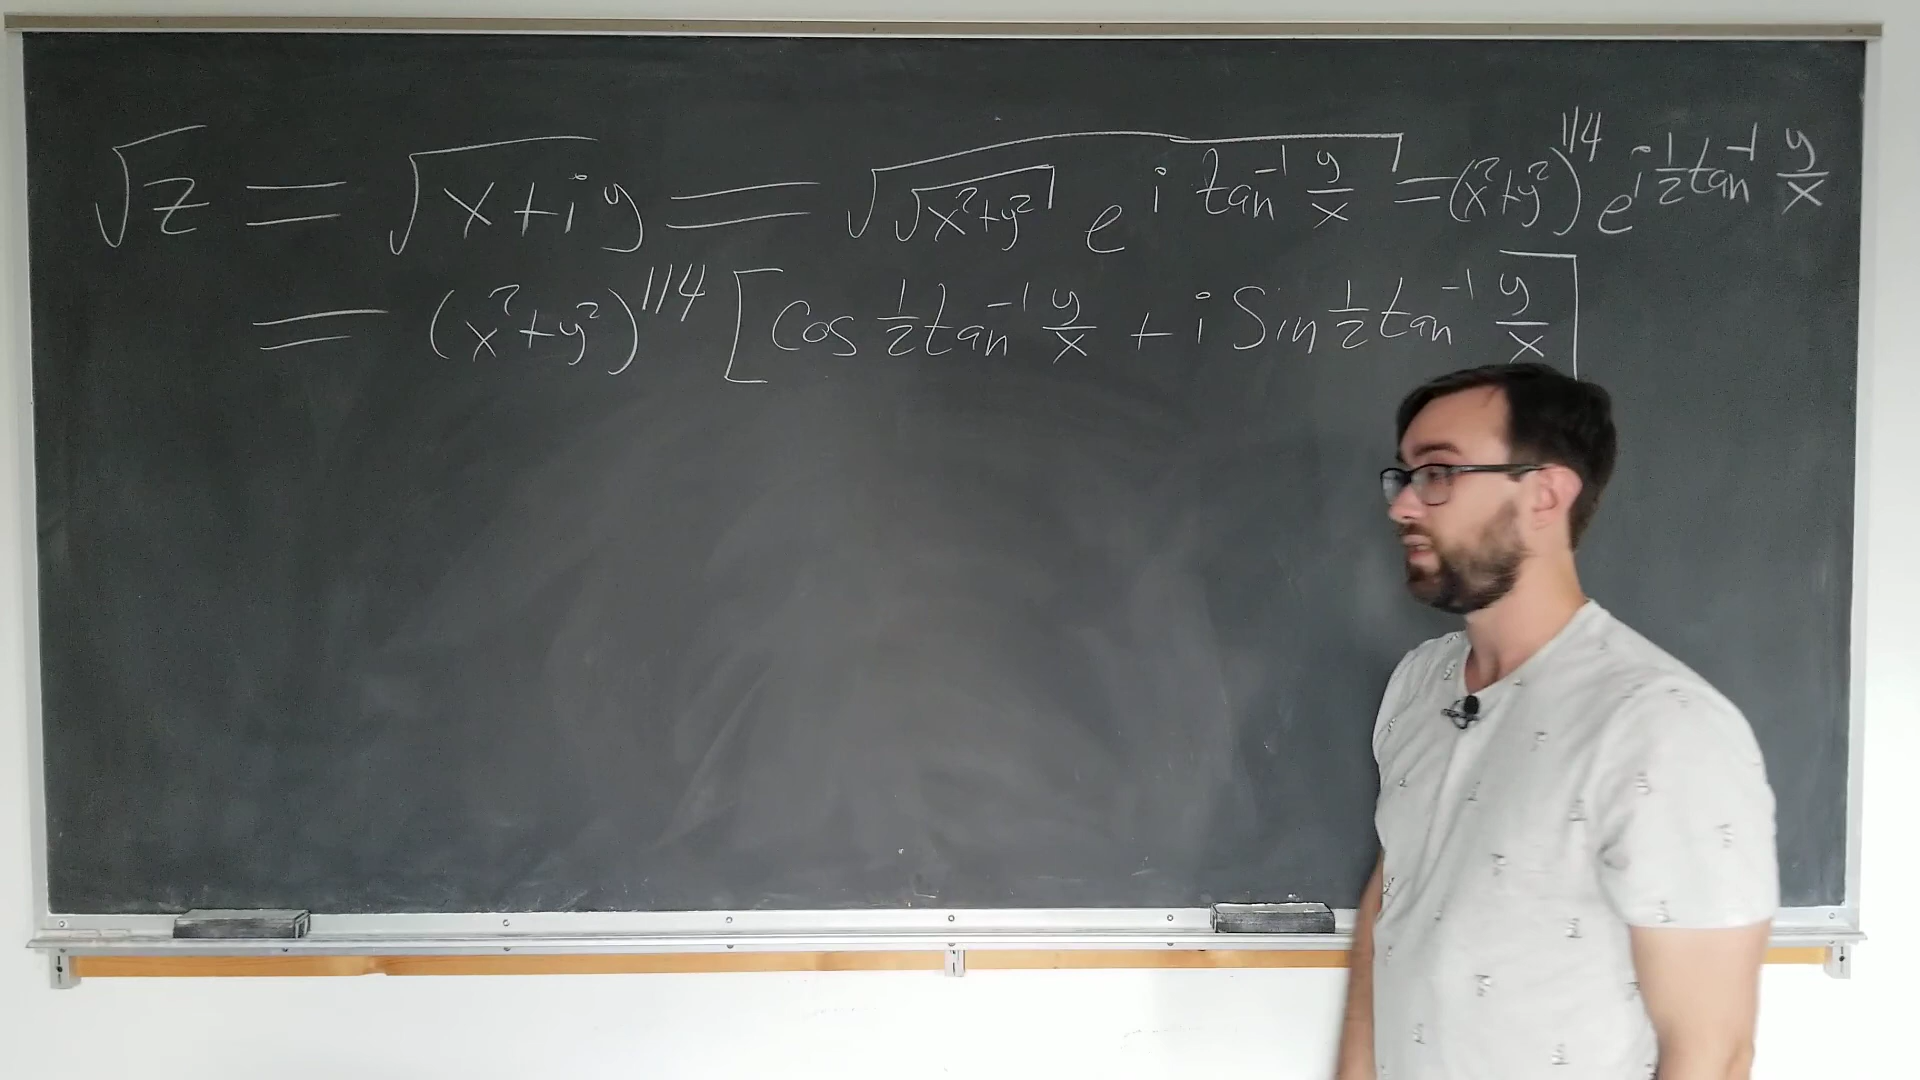 √z = √x+iy = √√x²+y² e^i tan⁻¹ y/x = (x²+y²)^1/4 e^i 1/2 tan⁻¹ y/x
= (x²+y²)^1/4 [Cos 1/2 tan⁻¹ y/x + i Sin 1/2 tan⁻¹ y/x]